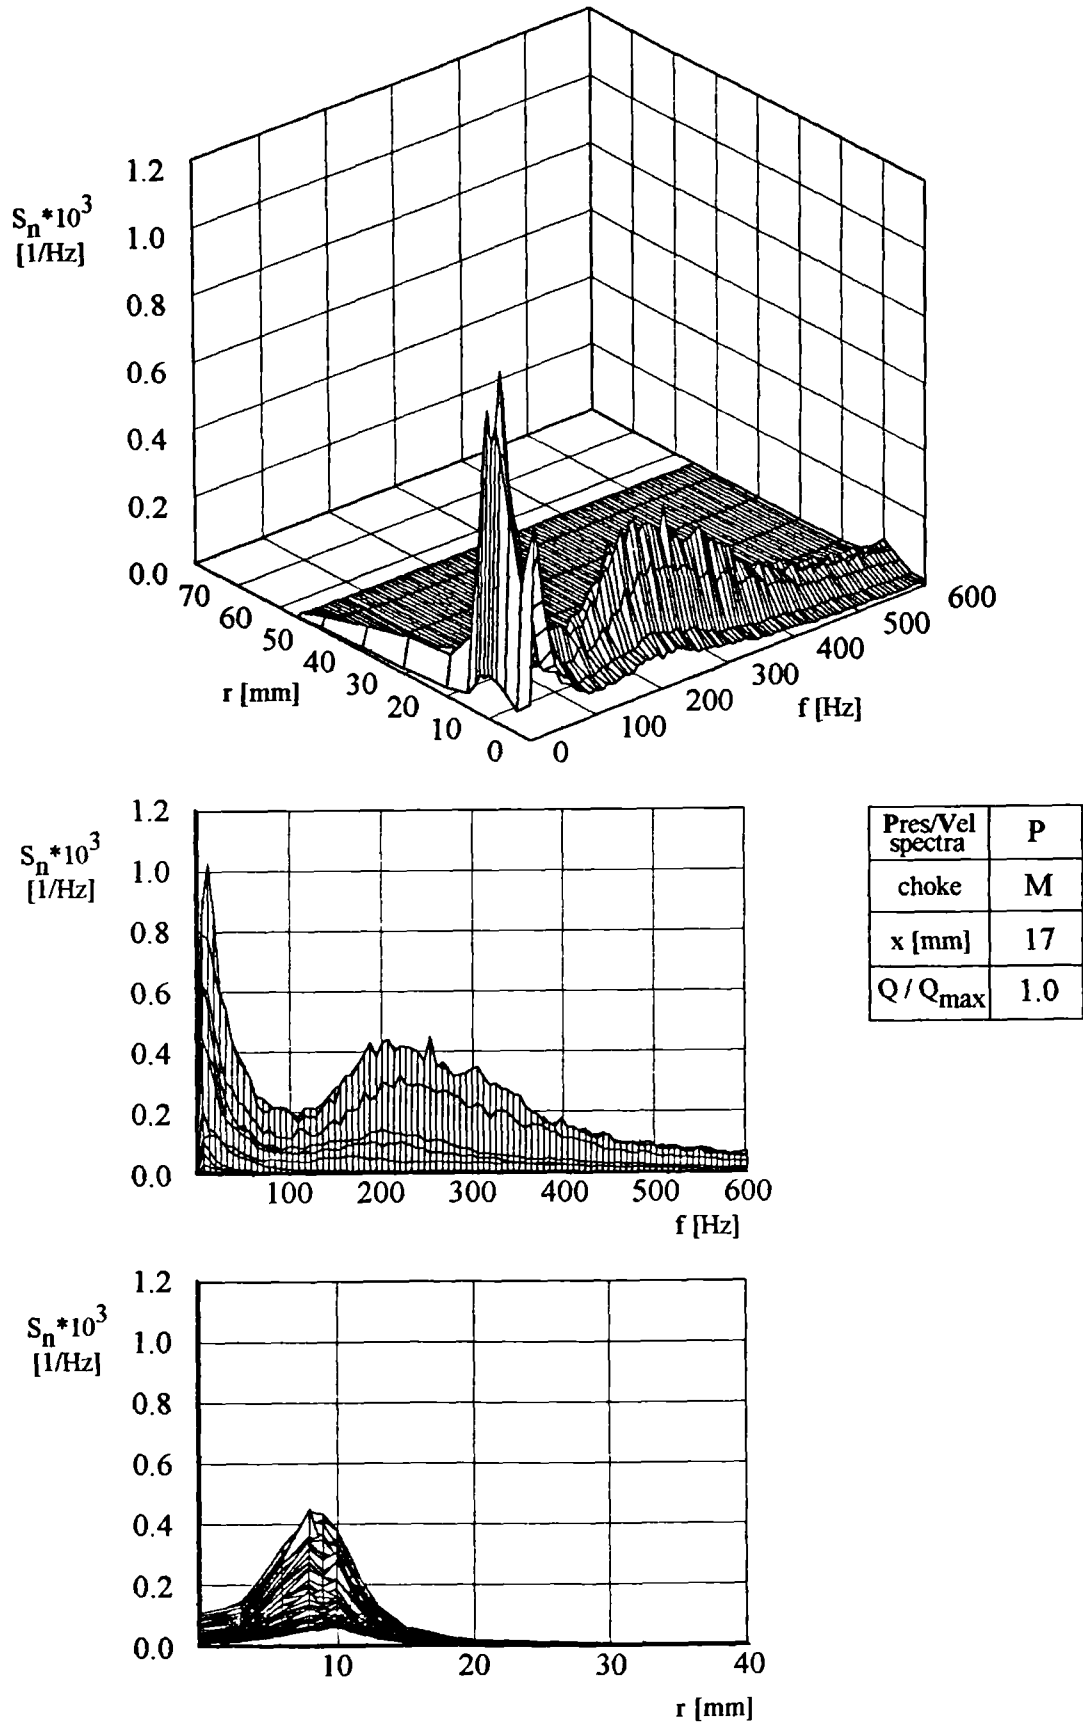 1.2
S_n*10^3
[1/Hz]
1.0
0.8
0.6
0.4
0.2
0.0
70
60
50
40
30
20
10
0
r [mm]
0
100
200
300
400
500
600
f [Hz]
1.2
S_n*10^3
[1/Hz]
1.0
0.8
0.6
0.4
0.2
0.0
100 200 300 400 500 600
f [Hz]
Pres/Vel spectra P
choke M
x [mm] 17
Q / Q_max 1.0
1.2
S_n*10^3
[1/Hz]
1.0
0.8
0.6
0.4
0.2
0.0
10 20 30 40
r [mm]